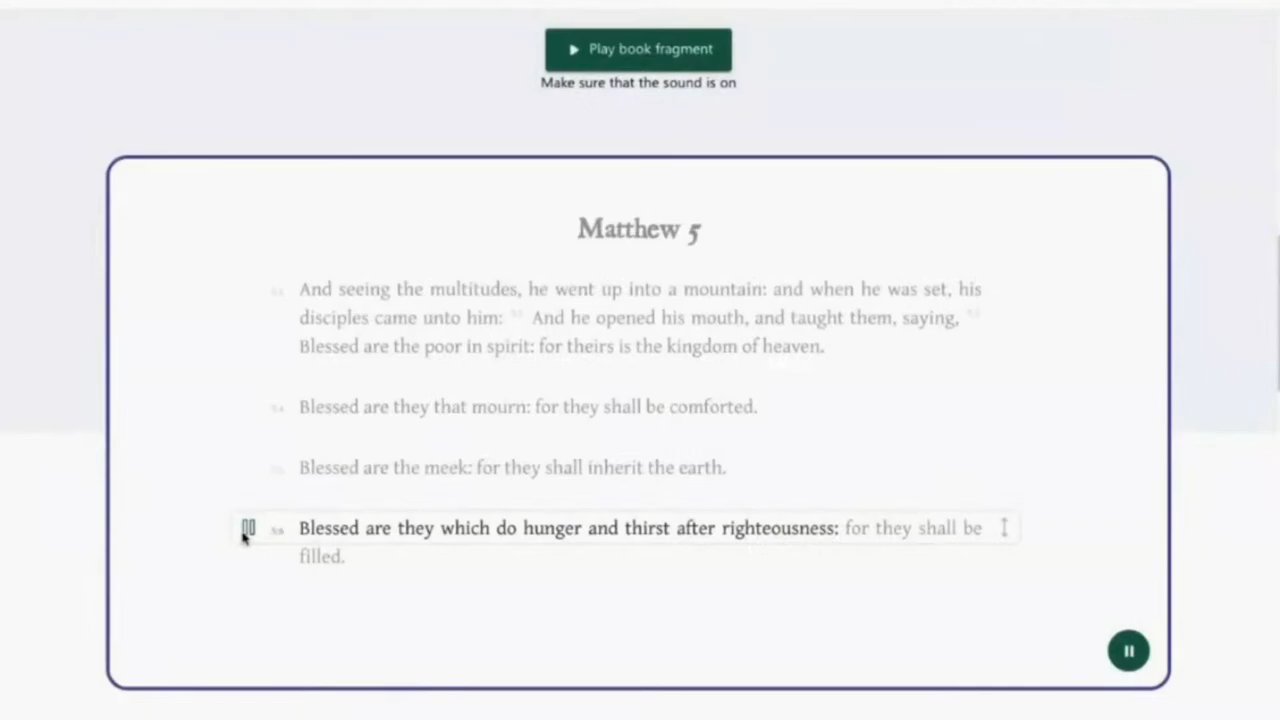 Play book fragment
Make sure that the sound is on
Matthew 5
And seeing the multitudes, he went up into a mountain: and when he was set, his
disciples came unto him: And he opened his mouth, and taught them, saying,
Blessed are the poor in spirit: for theirs is the kingdom of heaven.
Blessed are they that mourn: for they shall be comforted.
Blessed are the meek: for they shall inherit the earth.
Blessed are they which do hunger and thirst after righteousness: for they shall be
filled.